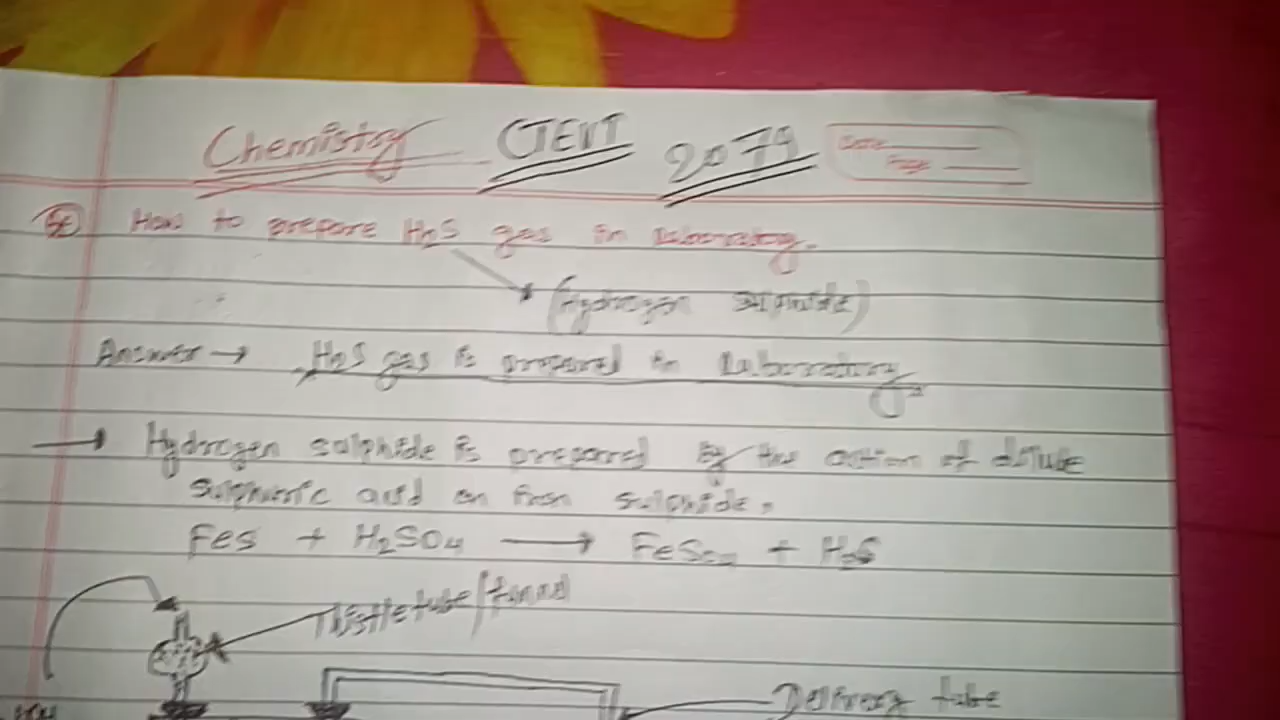 Chemistry CTEVT 2079
Date
Page
How to prepare H2S gas in laboratory.
(Hydrogen sulphide)
Answer → H2S gas is prepared in laboratory
→ Hydrogen sulphide is prepared by the action of dilute
sulphuric acid on iron sulphide.
Fes + H2SO4 → FeSO4 + H2S
Thistle tube/funnel
Delivery tube